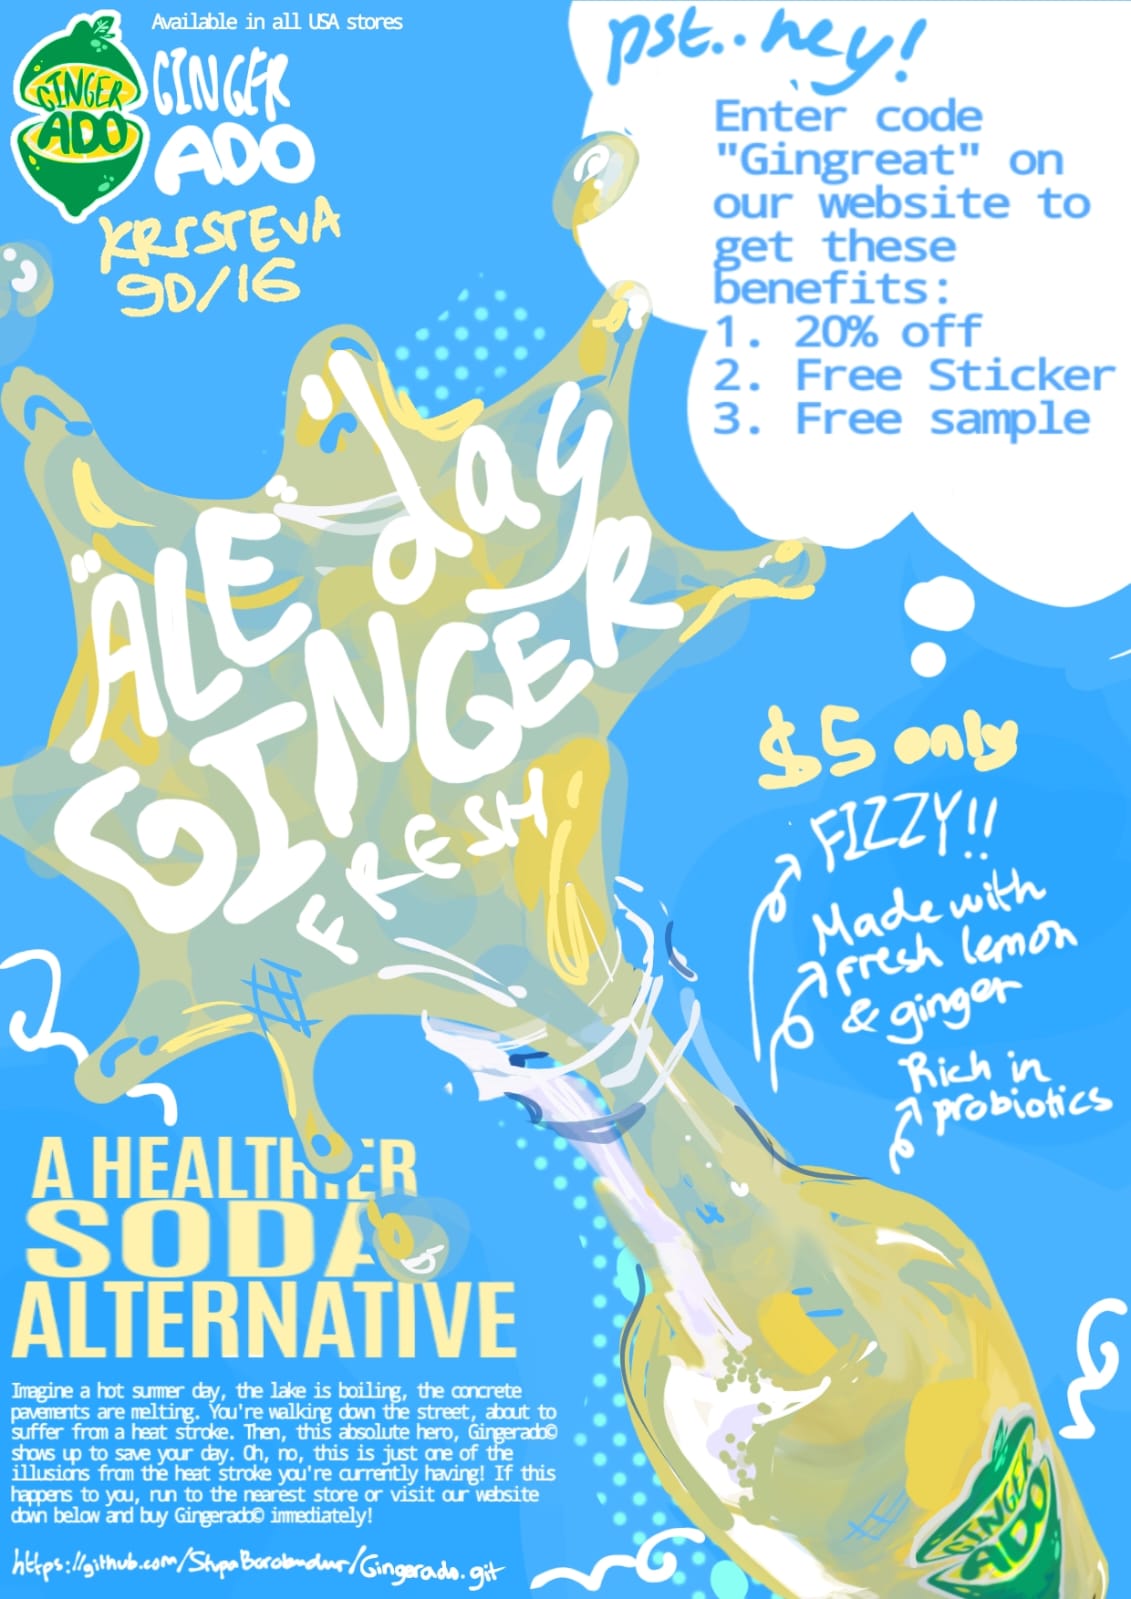 Available in all USA stores
GINGER
ADO
GINGER
ADO
KRISTEVA
9D/16
pst.. hey!
Enter code
"Gingreat" on
our website to
get these
benefits:
1. 20% off
2. Free Sticker
3. Free sample
ALE day
GINGER
FRESH
$5 only
FIZZY!!
Made with
fresh lemon
& ginger
Rich in
probiotics
A HEALTHIER
SODA
ALTERNATIVE
Imagine a hot summer day, the lake is boiling, the concrete
pavements are melting. You're walking down the street, about to
suffer from a heat stroke. Then, this absolute hero, Gingerado©
shows up to save your day. Oh, no, this is just one of the
illusions from the heat stroke you're currently having! If this
happens to you, run to the nearest store or visit our website
down below and buy Gingerado© immediately!
https://github.com/StupaBorobudur/Gingerado.git
GINGER
ADO